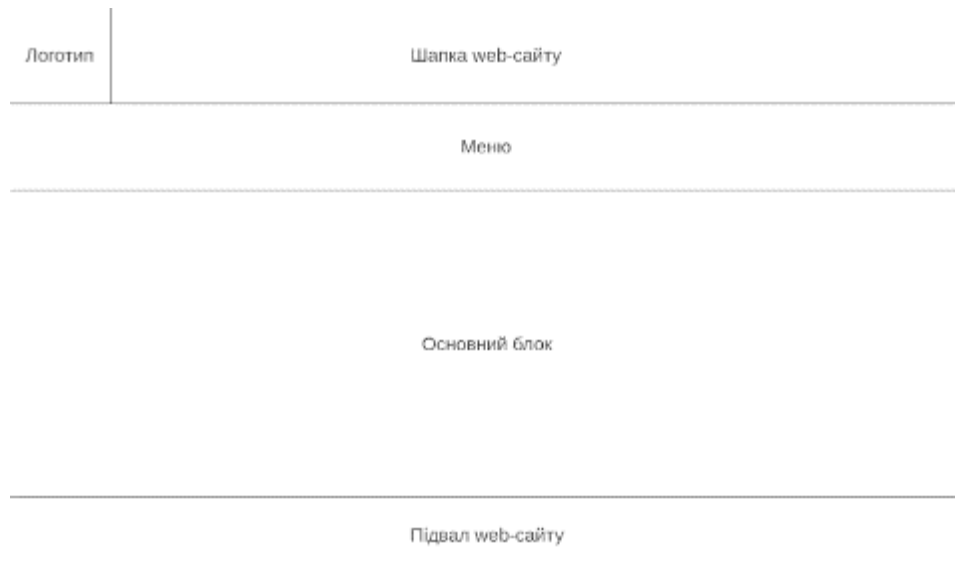 Логотип
Шапка web-сайту
Меню
Основний блок
Підвал web-сайту